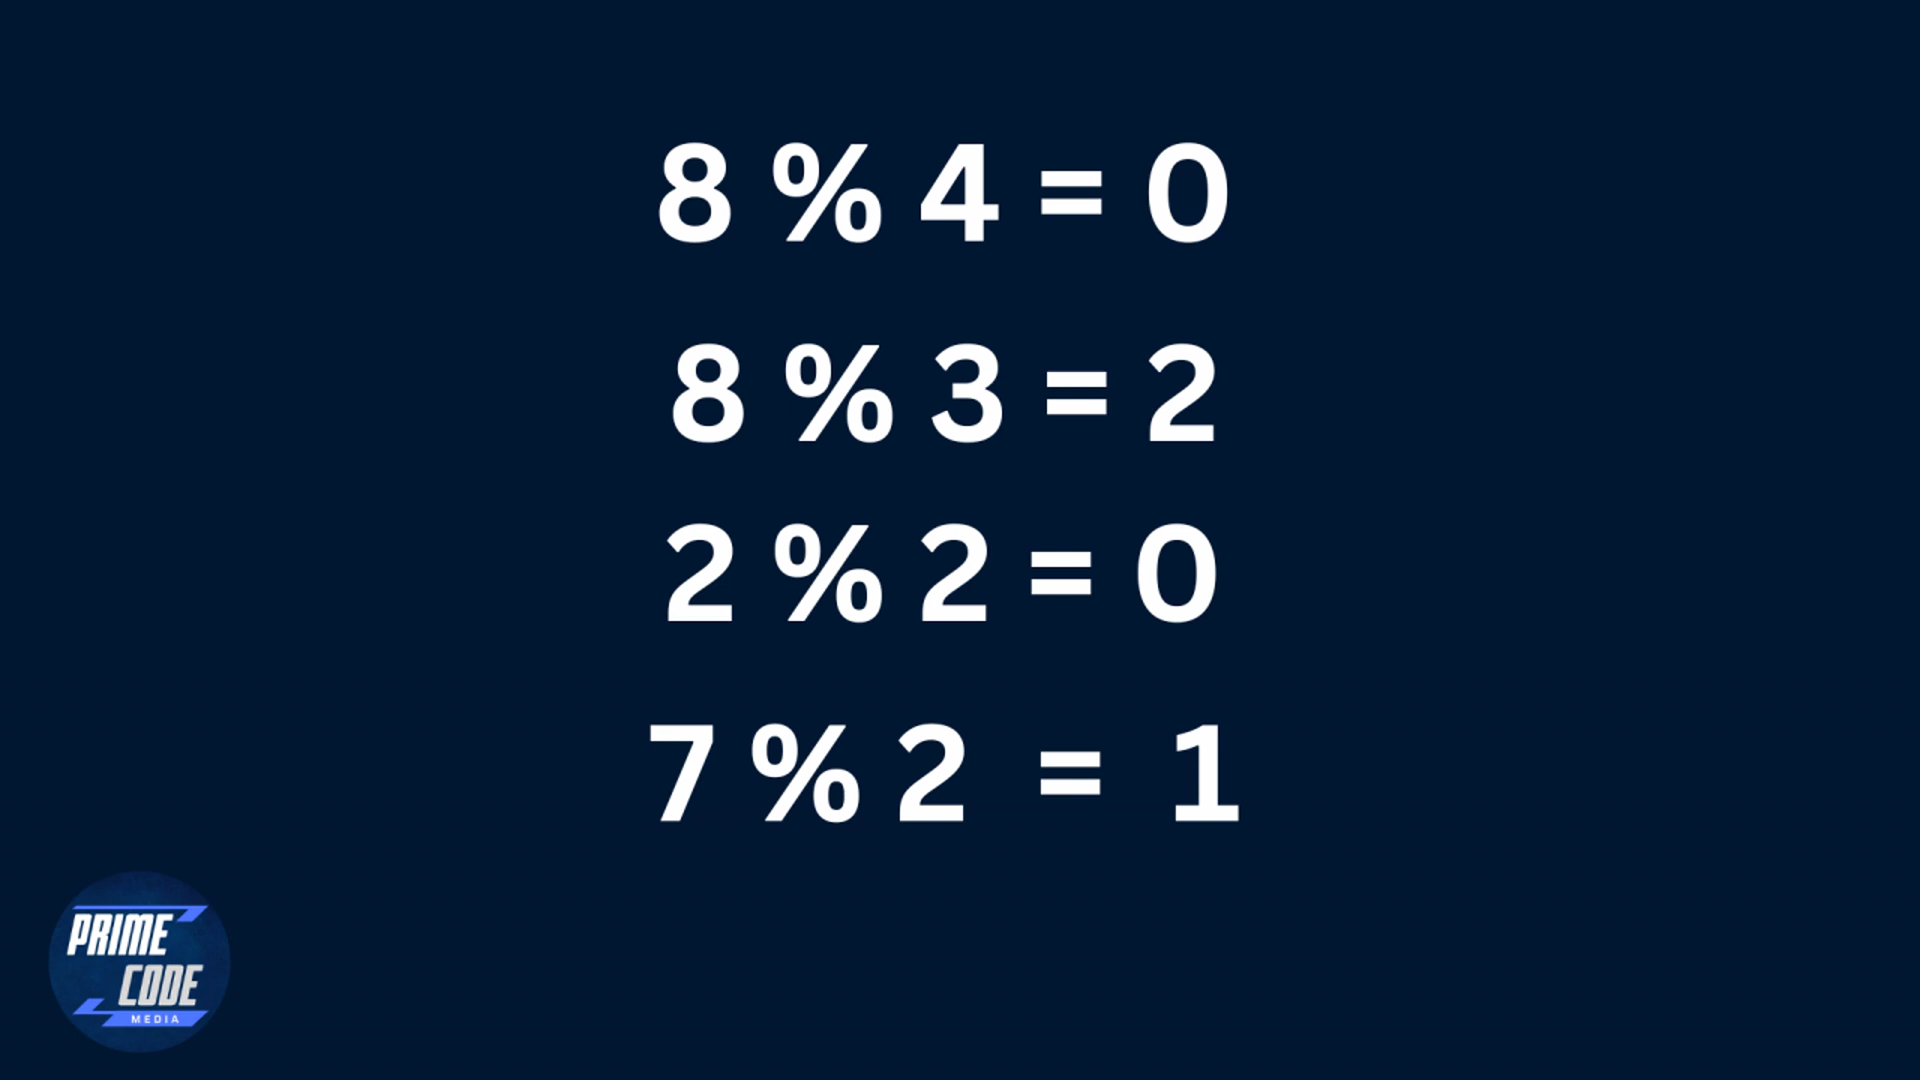 8 % 4 = 0
8 % 3 = 2
2 % 2 = 0
7 % 2 = 1
PRIME
CODE
MEDIA